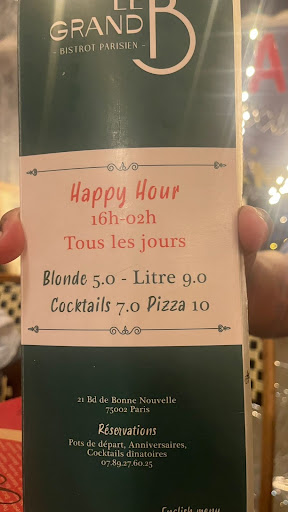 LE
GRAND B
- BISTROT PARISIEN -
Happy Hour
16h-02h
Tous les jours
Blonde 5.0 - Litre 9.0
Cocktails 7.0 Pizza 10
21 Bd de Bonne Nouvelle
75002 Paris
Réservations
Pots de départ, Anniversaires,
Cocktails dînatoires
07.89.27.60.25
English menu